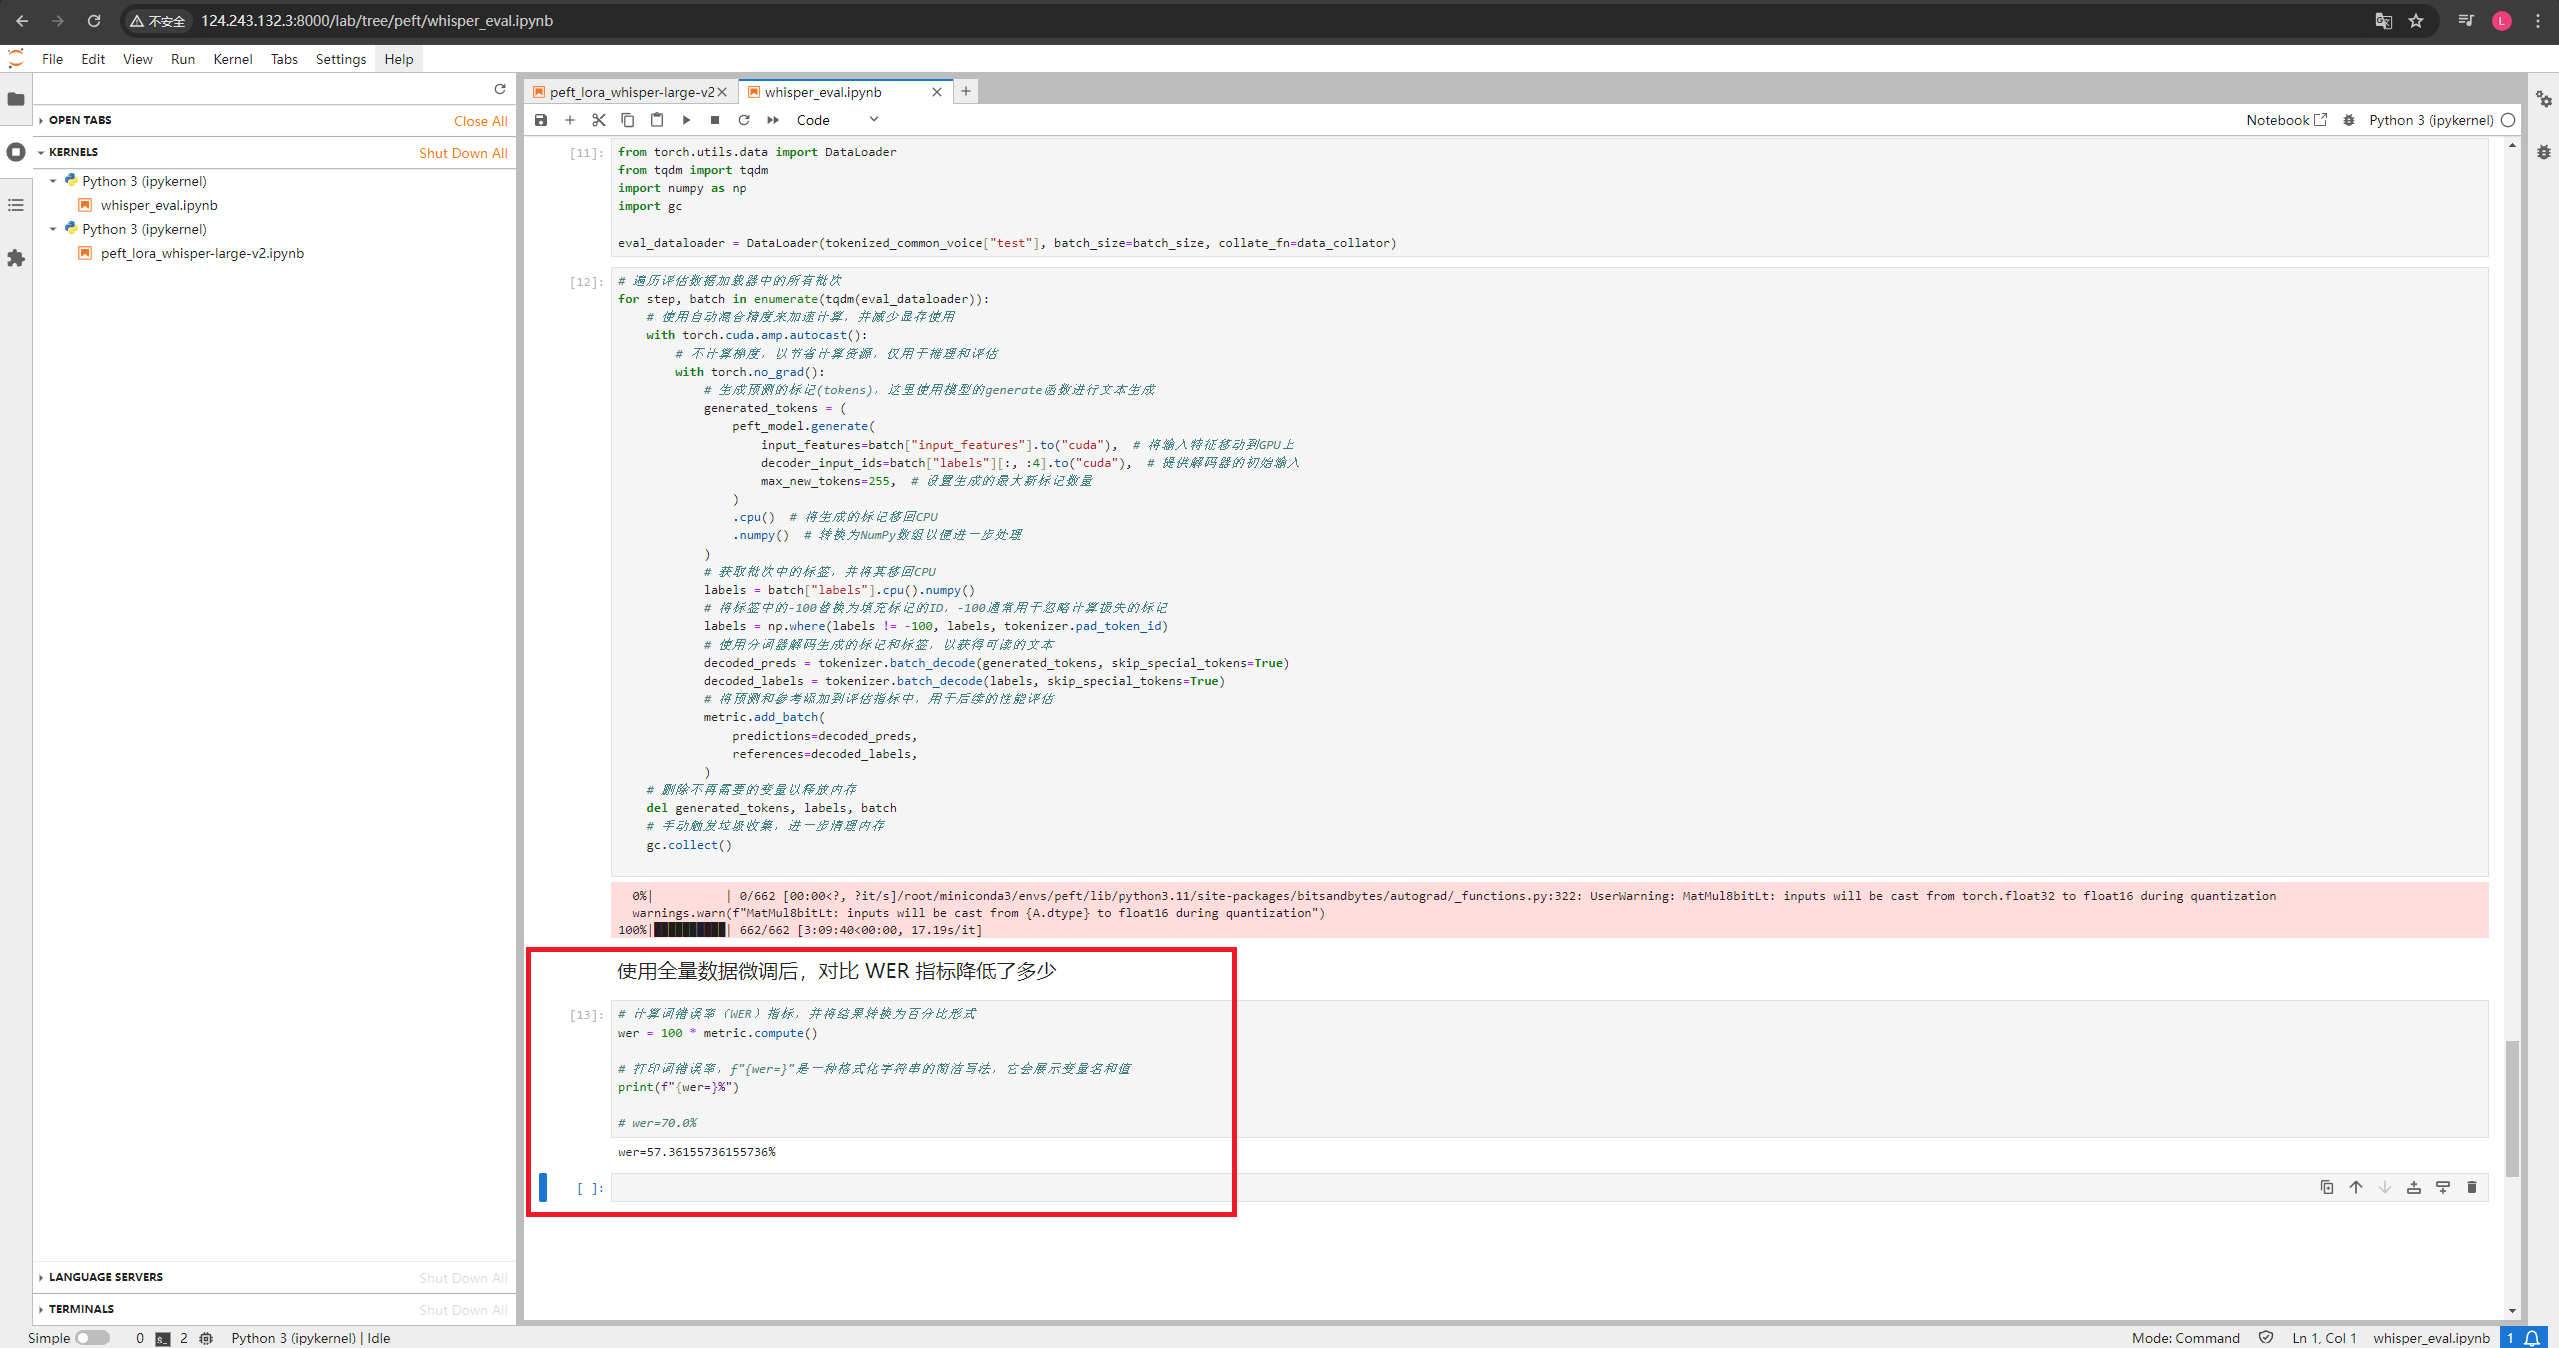 不安全 124.243.132.3:8000/lab/tree/peft/whisper_eval.ipynb L
File Edit View Run Kernel Tabs Settings Help
OPEN TABS Close All
KERNELS Shut Down All
Python 3 (ipykernel)
whisper_eval.ipynb
Python 3 (ipykernel)
peft_lora_whisper-large-v2.ipynb
LANGUAGE SERVERS Shut Down All
TERMINALS Shut Down All
peft_lora_whisper-large-v2 whisper_eval.ipynb
Code Notebook Python 3 (ipykernel)
[11]: from torch.utils.data import DataLoader
from tqdm import tqdm
import numpy as np
import gc
eval_dataloader = DataLoader(tokenized_common_voice["test"], batch_size=batch_size, collate_fn=data_collator)
[12]: # 遍历评估数据加载器中的所有批次
for step, batch in enumerate(tqdm(eval_dataloader)):
# 使用自动混合精度来加速计算，并减少显存使用
with torch.cuda.amp.autocast():
# 不计算梯度，以节省计算资源，仅用于推理和评估
with torch.no_grad():
# 生成预测的标记(tokens)，这里使用模型的generate函数进行文本生成
generated_tokens = (
peft_model.generate(
input_features=batch["input_features"].to("cuda"), # 将输入特征移动到GPU上
decoder_input_ids=batch["labels"][:, :4].to("cuda"), # 提供解码器的初始输入
max_new_tokens=255, # 设置生成的最大新标记数量
)
.cpu() # 将生成的标记移回CPU
.numpy() # 转换为NumPy数组以便进一步处理
)
# 获取批次中的标签，并将其移回CPU
labels = batch["labels"].cpu().numpy()
# 将标签中的-100替换为填充标记的ID，-100通常用于忽略计算损失的标记
labels = np.where(labels != -100, labels, tokenizer.pad_token_id)
# 使用分词器解码生成的标记和标签，以获得可读的文本
decoded_preds = tokenizer.batch_decode(generated_tokens, skip_special_tokens=True)
decoded_labels = tokenizer.batch_decode(labels, skip_special_tokens=True)
# 将预测和参考添加到评估指标中，用于后续的性能评估
metric.add_batch(
predictions=decoded_preds,
references=decoded_labels,
)
# 删除不再需要的变量以释放内存
del generated_tokens, labels, batch
# 手动触发垃圾收集，进一步清理内存
gc.collect()
0%| | 0/662 [00:00<?, ?it/s]/root/miniconda3/envs/peft/lib/python3.11/site-packages/bitsandbytes/autograd/_functions.py:322: UserWarning: MatMul8bitLt: inputs will be cast from torch.float32 to float16 during quantization
warnings.warn(f"MatMul8bitLt: inputs will be cast from {A.dtype} to float16 during quantization")
100%|██████████| 662/662 [3:09:40<00:00, 17.19s/it]
使用全量数据微调后，对比 WER 指标降低了多少
[13]: # 计算词错误率（WER）指标，并将结果转换为百分比形式
wer = 100 * metric.compute()
# 打印词错误率，f"{wer=}"是一种格式化字符串的简洁写法，它会展示变量名和值
print(f"{wer=}%")
# wer=70.0%
wer=57.36155736155736%
[ ]:
Simple 0 2 Python 3 (ipykernel) | Idle Mode: Command Ln 1, Col 1 whisper_eval.ipynb 1